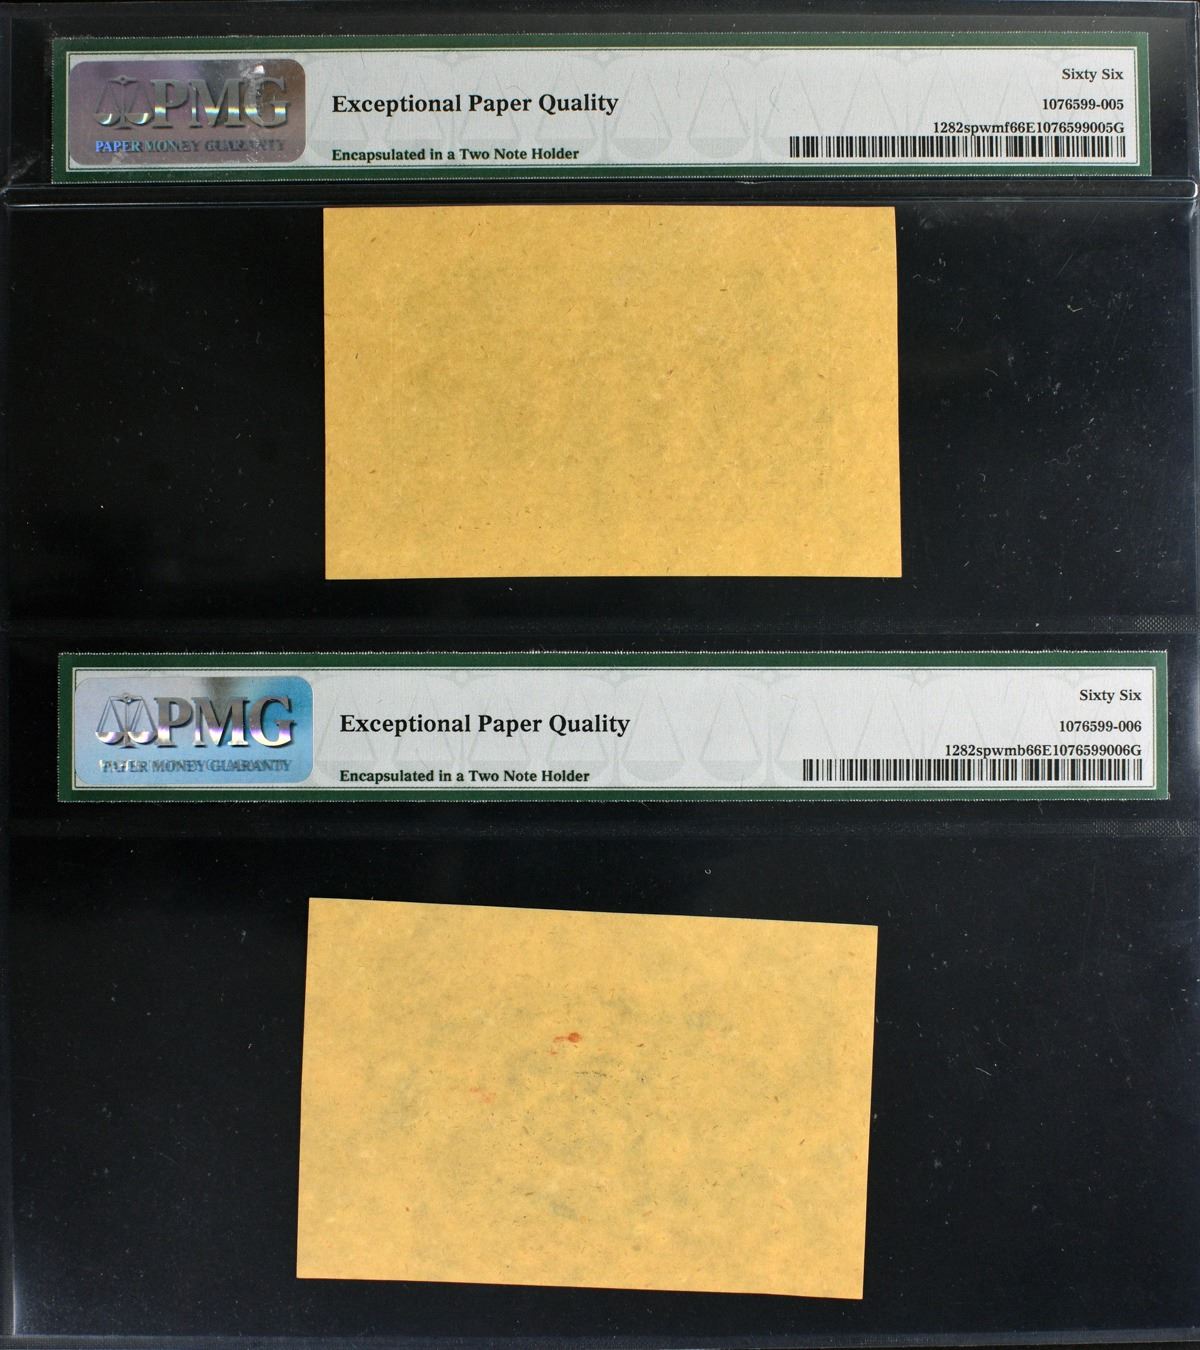 PMG
PAPER MONEY GUARANTY
Exceptional Paper Quality
Encapsulated in a Two Note Holder
Sixty Six
1076599-005
1282spwmf66E1076599005G
PMG
PAPER MONEY GUARANTY
Exceptional Paper Quality
Encapsulated in a Two Note Holder
Sixty Six
1076599-006
1282spwmb66E1076599006G